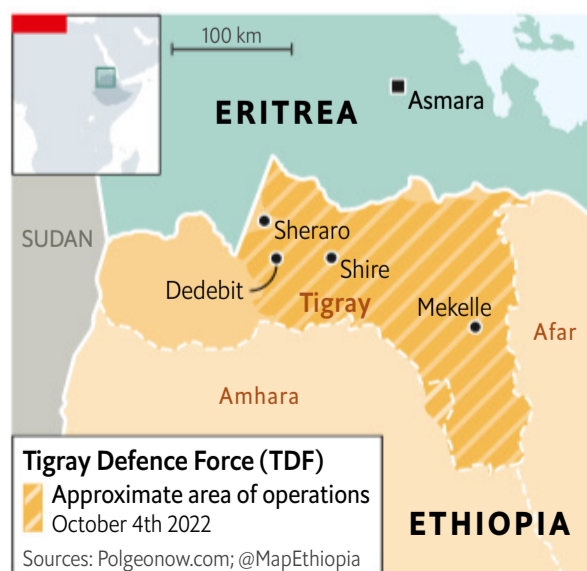 100 km
ERITREA
Asmara
SUDAN
Sheraro
Dedebit
Shire
Tigray
Mekelle
Afar
Amhara
Tigray Defence Force (TDF)
Approximate area of operations
October 4th 2022
ETHIOPIA
Sources: Polgeonow.com; @MapEthiopia